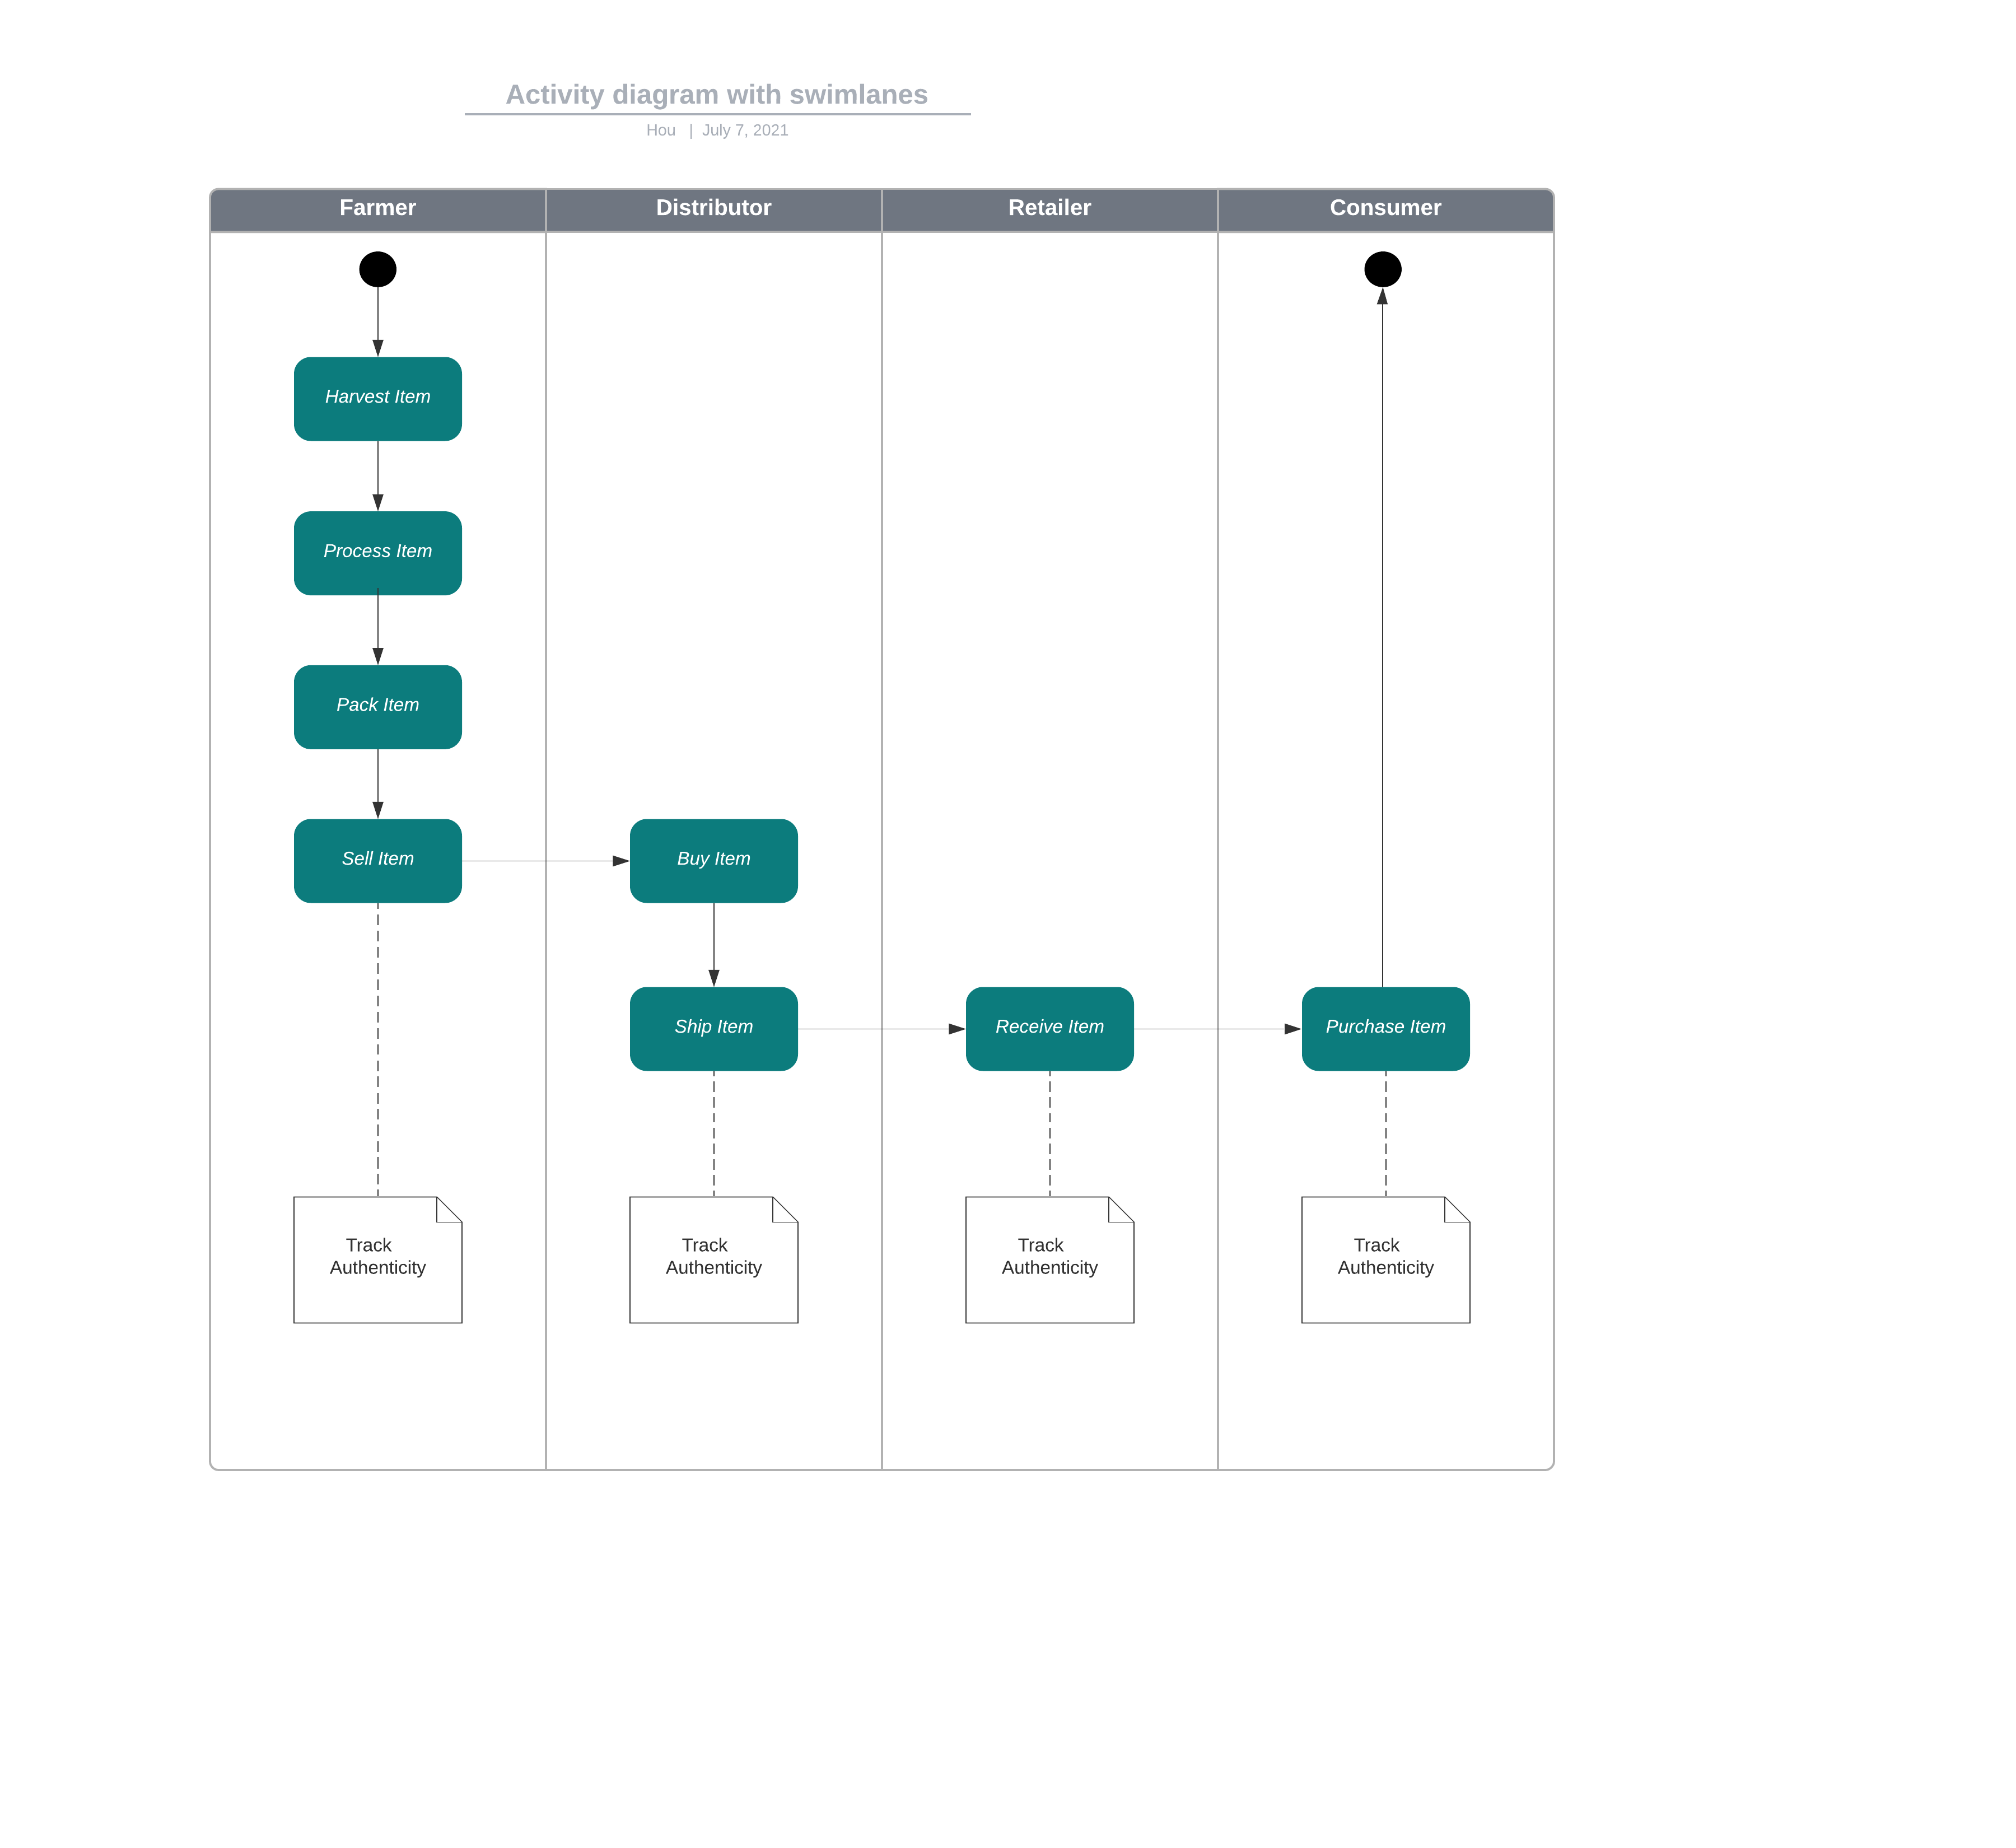 Activity diagram with swimlanes
Hou | July 7, 2021
Farmer
Distributor
Retailer
Consumer
Harvest Item
Process Item
Pack Item
Sell Item
Buy Item
Ship Item
Receive Item
Purchase Item
Track
Authenticity
Track
Authenticity
Track
Authenticity
Track
Authenticity